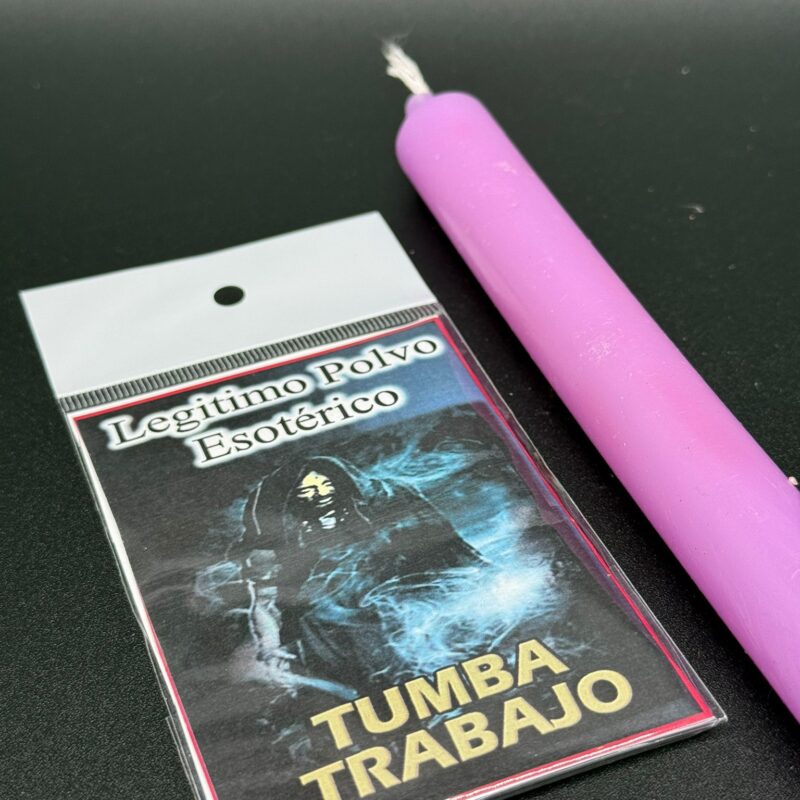 Legitimo Polvo
Esotérico
TUMBA
TRABAJO